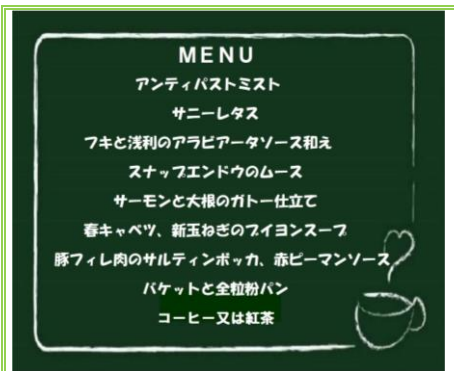 MENU
アンティパストミスト
サニーレタス
フキと浅利のアラビアータソース和え
スナップエンドウのムース
サーモンと大根のガトー仕立て
春キャベツ、新玉ねぎのブイヨンスープ
豚フィレ肉のサルティンボッカ、赤ピーマンソース
バケットと全粒粉パン
コーヒー又は紅茶